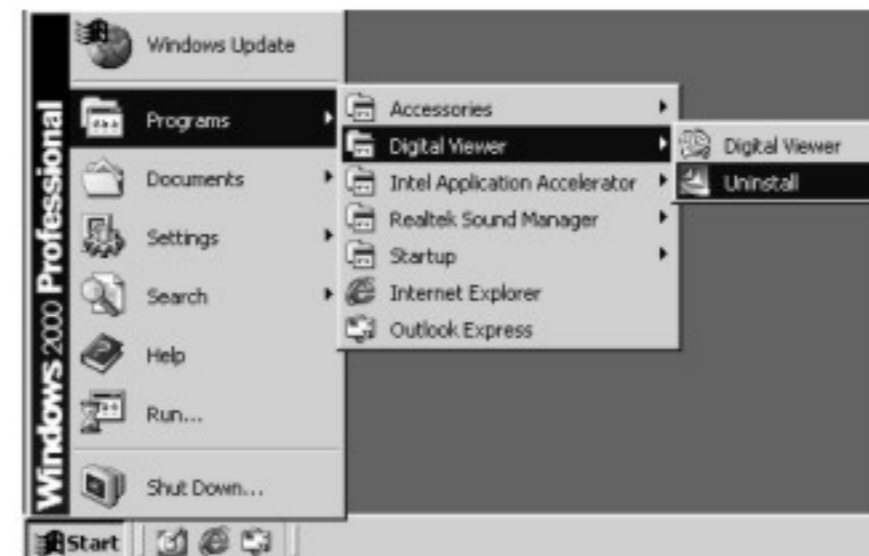 Windows 2000 Professional
Windows Update
Programs
Documents
Settings
Search
Help
Run...
Shut Down...
Accessories
Digital Viewer
Intel Application Accelerator
Realtek Sound Manager
Startup
Internet Explorer
Outlook Express
Digital Viewer
Uninstall
Start